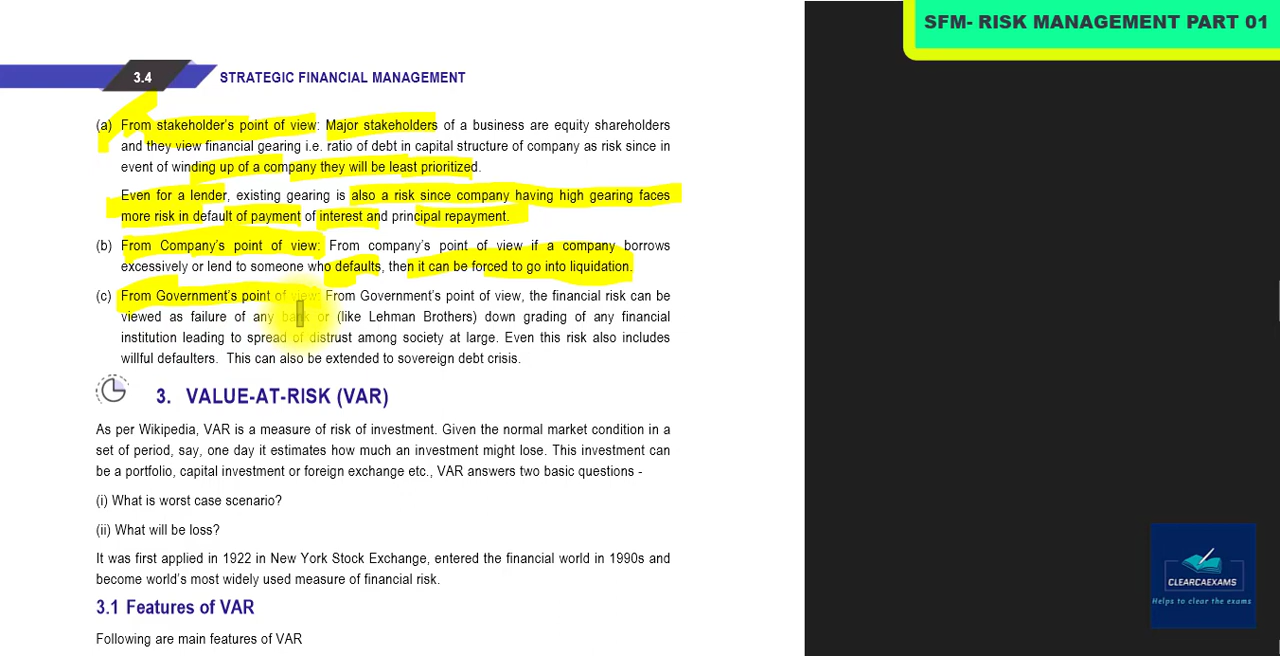 SFM- RISK MANAGEMENT PART 01
3.4 STRATEGIC FINANCIAL MANAGEMENT
(a) From stakeholder's point of view: Major stakeholders of a business are equity shareholders
and they view financial gearing i.e. ratio of debt in capital structure of company as risk since in
event of winding up of a company they will be least prioritized.
Even for a lender, existing gearing is also a risk since company having high gearing faces
more risk in default of payment of interest and principal repayment.
(b) From Company's point of view: From company's point of view if a company borrows
excessively or lend to someone who defaults, then it can be forced to go into liquidation.
(c) From Government's point of view: From Government's point of view, the financial risk can be
viewed as failure of any bank or (like Lehman Brothers) down grading of any financial
institution leading to spread of distrust among society at large. Even this risk also includes
willful defaulters. This can also be extended to sovereign debt crisis.
3. VALUE-AT-RISK (VAR)
As per Wikipedia, VAR is a measure of risk of investment. Given the normal market condition in a
set of period, say, one day it estimates how much an investment might lose. This investment can
be a portfolio, capital investment or foreign exchange etc., VAR answers two basic questions -
(i) What is worst case scenario?
(ii) What will be loss?
It was first applied in 1922 in New York Stock Exchange, entered the financial world in 1990s and
become world's most widely used measure of financial risk.
3.1 Features of VAR
Following are main features of VAR
CLEARCAEXAMS
Helps to clear the exams